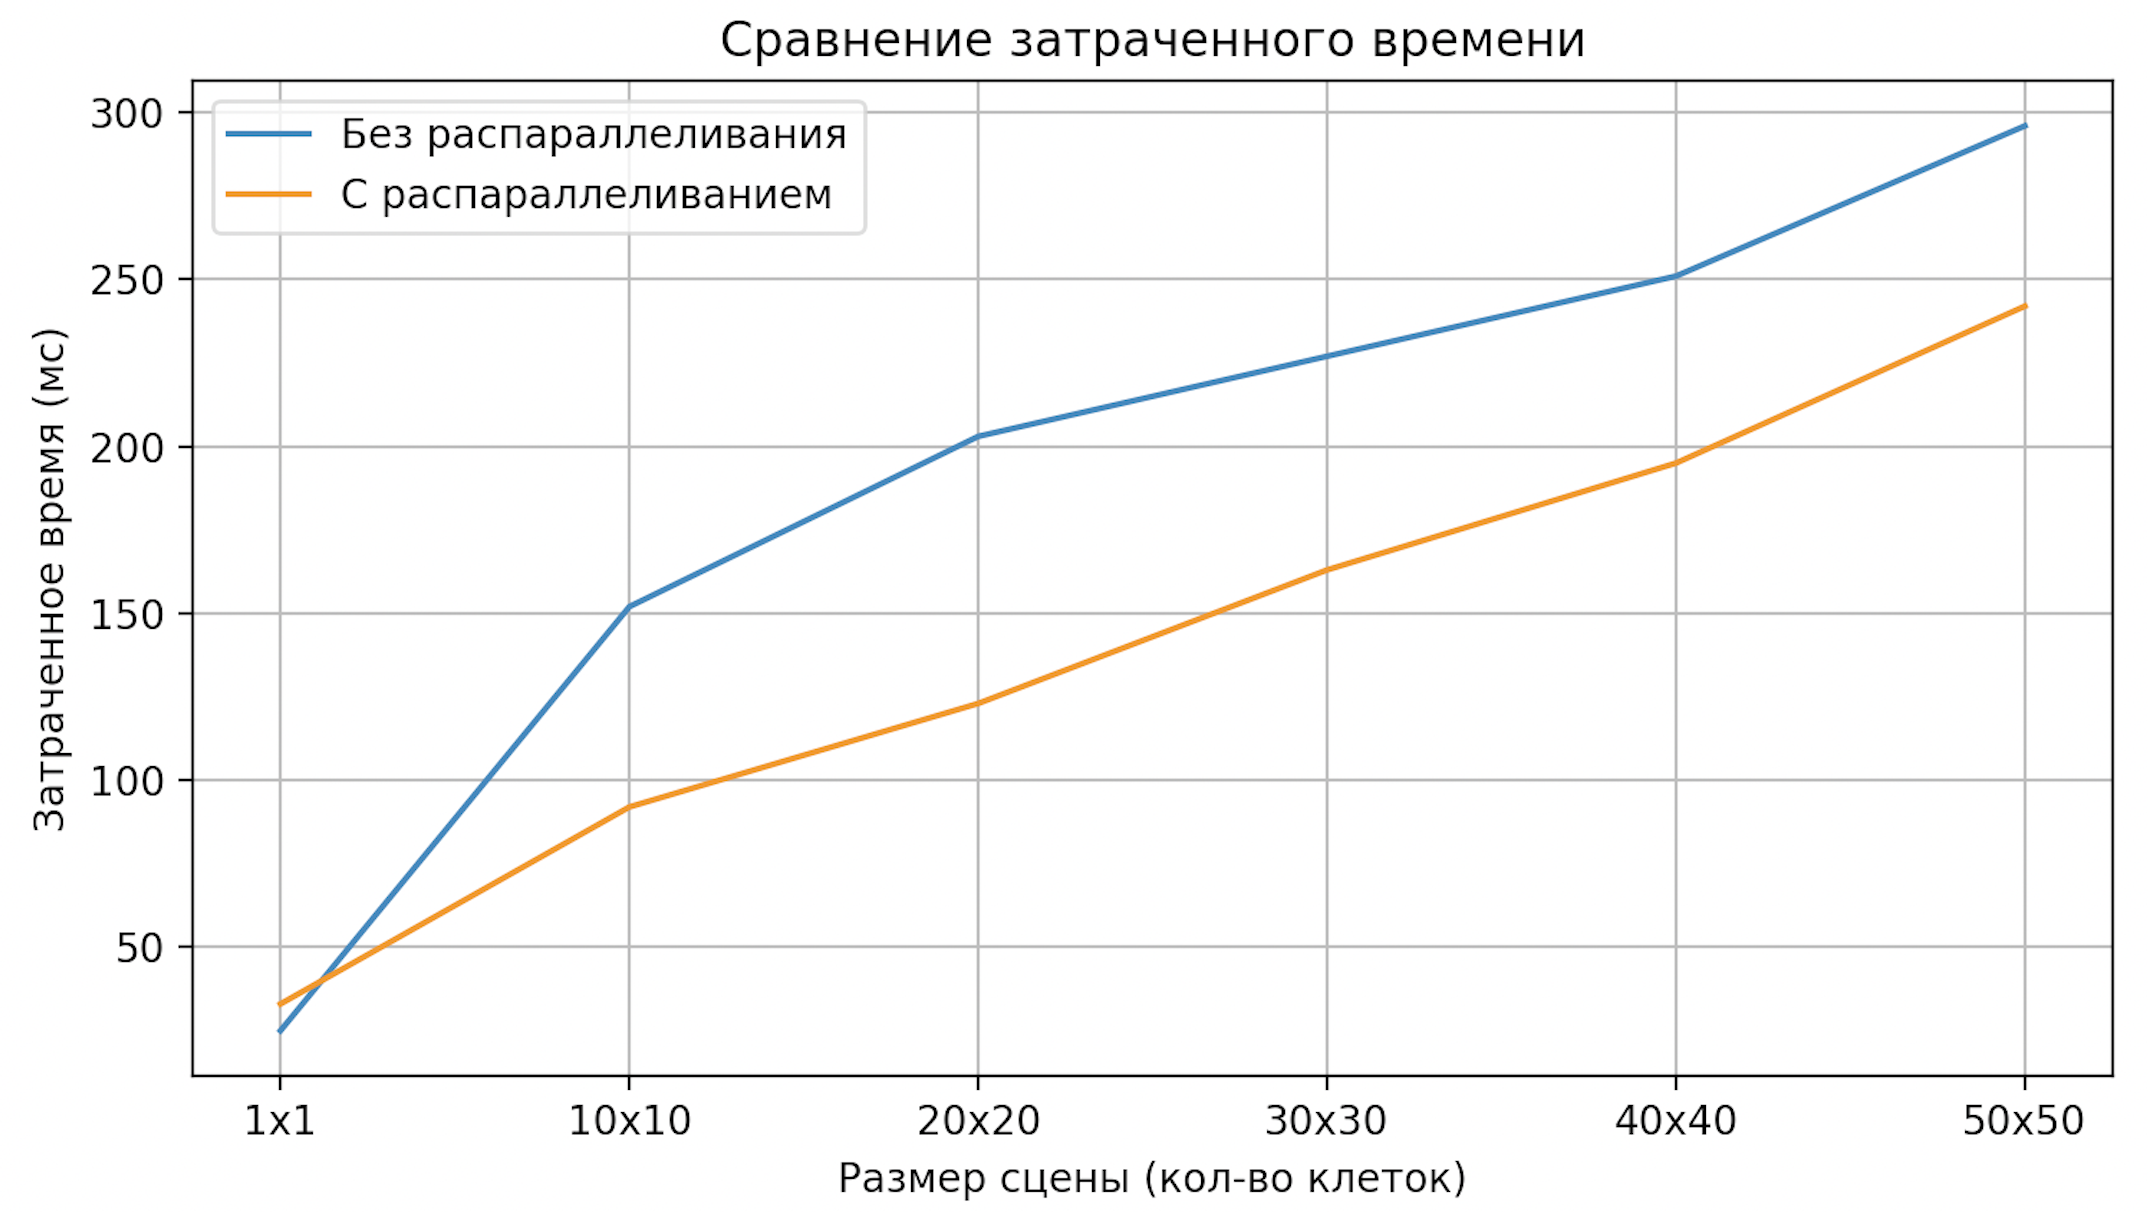 Сравнение затраченного времени
Без распараллеливания
С распараллеливанием
300
250
200
150
100
50
Затраченное время (мс)
1x1
10x10
20x20
30x30
40x40
50x50
Размер сцены (кол-во клеток)